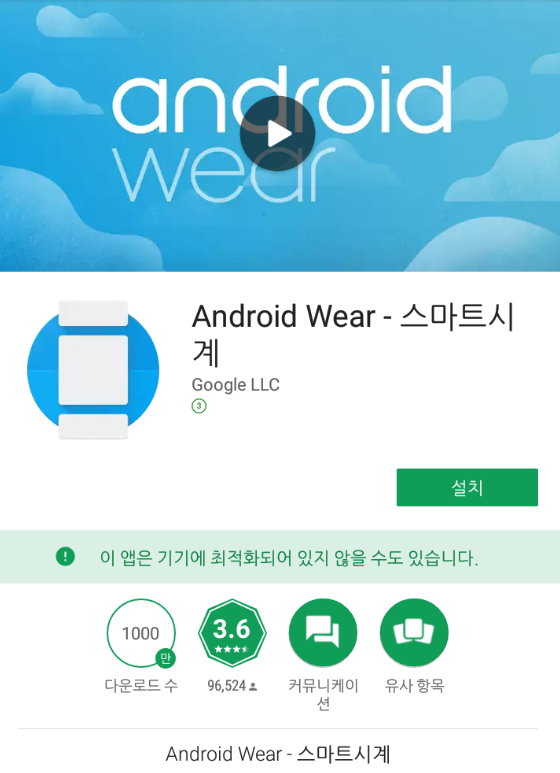 android
wear
Android Wear - 스마트시
계
Google LLC
3
설치
이 앱은 기기에 최적화되어 있지 않을 수도 있습니다.
1000
만
3.6
다운로드 수
96,524
커뮤니케이
션
유사 항목
Android Wear - 스마트시계